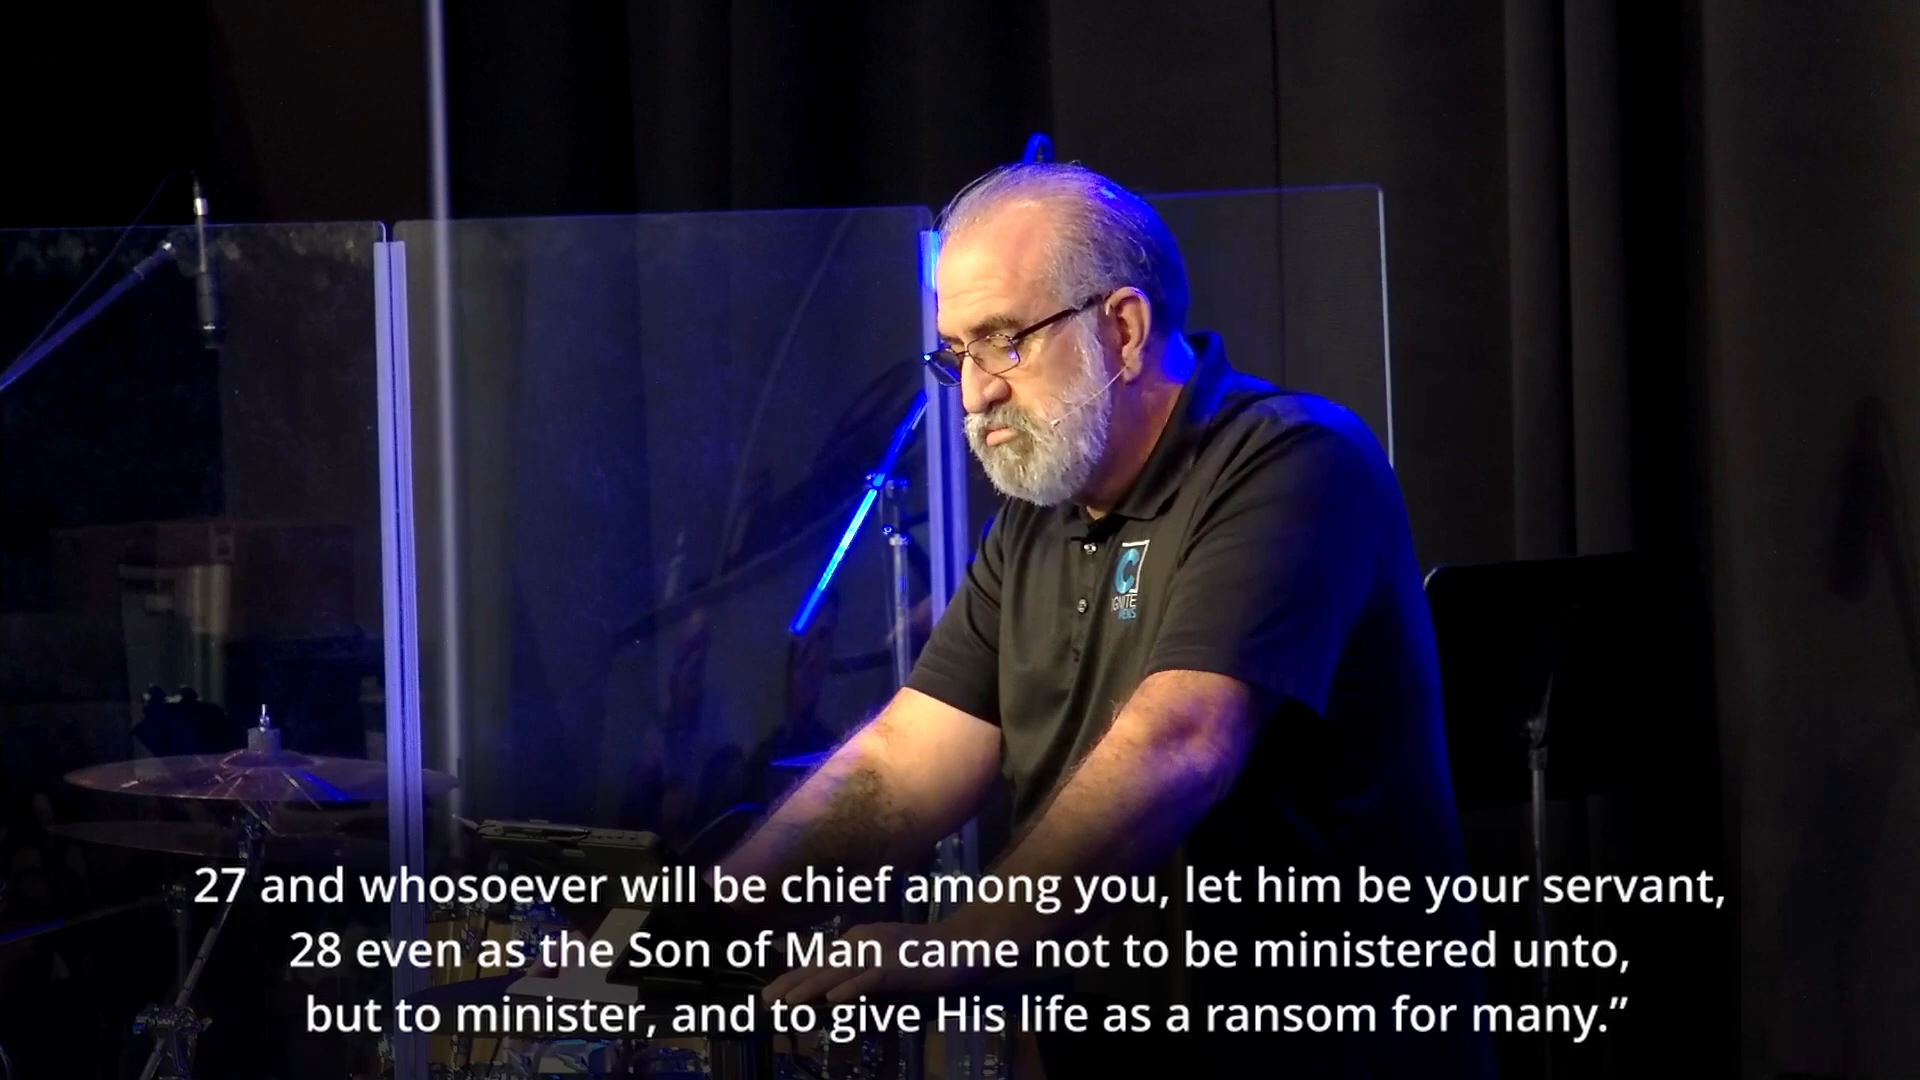 C
IGNITE
MEN'S
27 and whosoever will be chief among you, let him be your servant,
28 even as the Son of Man came not to be ministered unto,
but to minister, and to give His life as a ransom for many.”